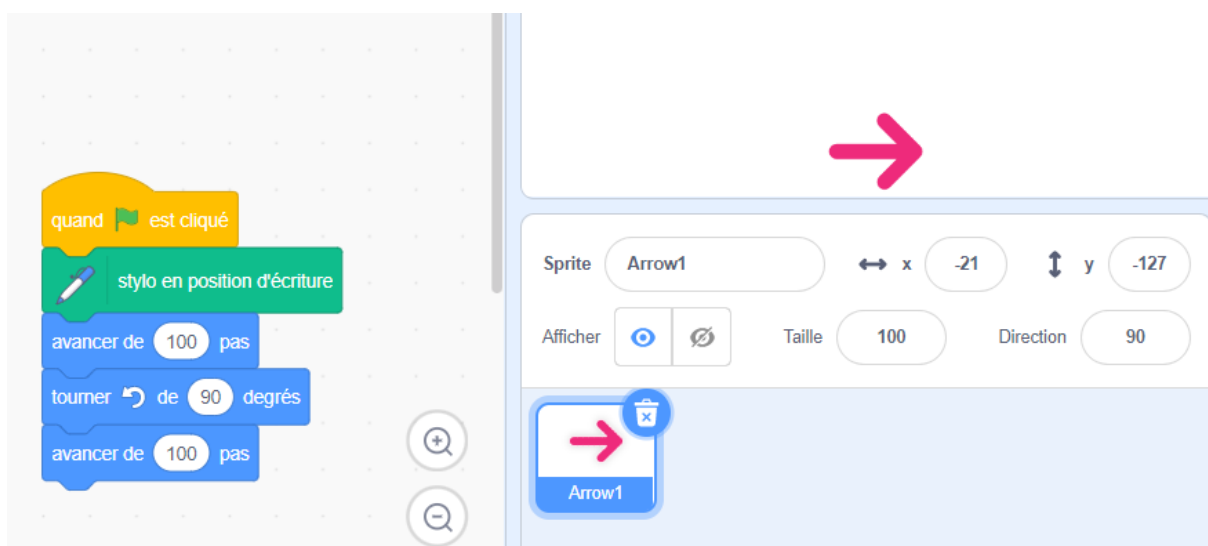 quand est cliqué
stylo en position d'écriture
avancer de 100 pas
tourner de 90 degrés
avancer de 100 pas
Sprite Arrow1 x -21 y -127
Afficher Taille 100 Direction 90
Arrow1